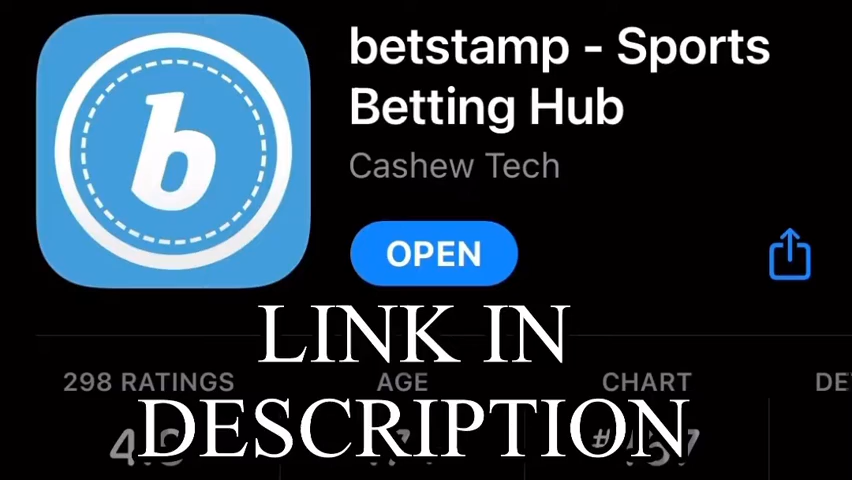 b
betstamp - Sports
Betting Hub
Cashew Tech
OPEN
LINK IN
298 RATINGS AGE CHART
DESCRIPTION